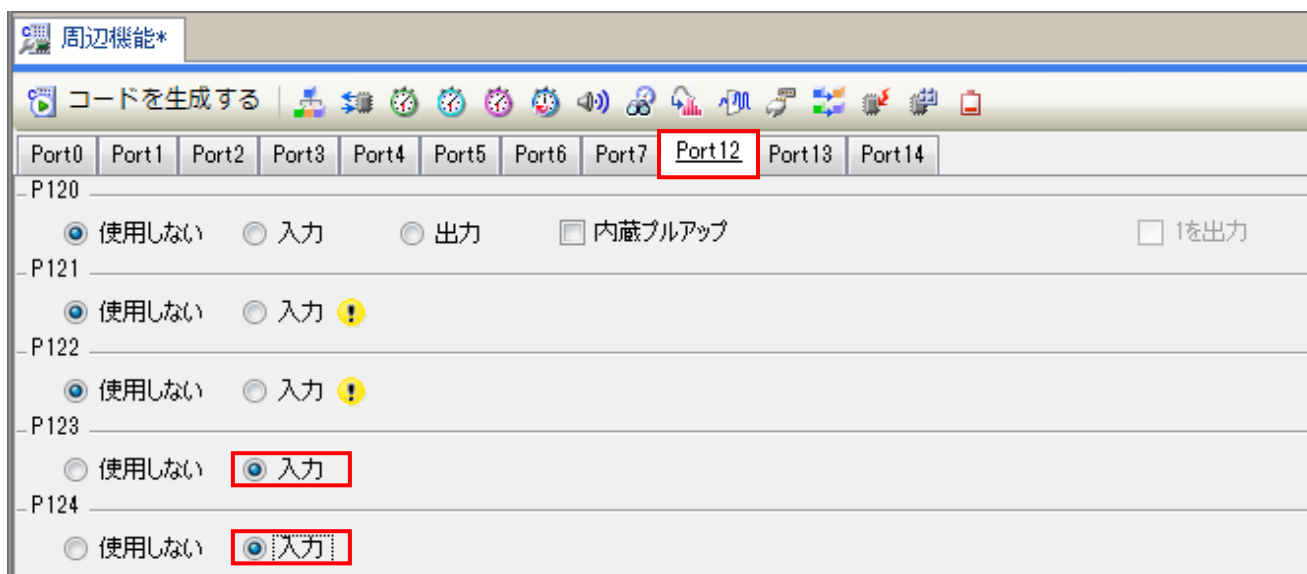 周辺機能*
コードを生成する
Port0 Port1 Port2 Port3 Port4 Port5 Port6 Port7 Port12 Port13 Port14
P120
使用しない 入力 出力 内蔵プルアップ 1を出力
P121
使用しない 入力
P122
使用しない 入力
P123
使用しない 入力
P124
使用しない 入力